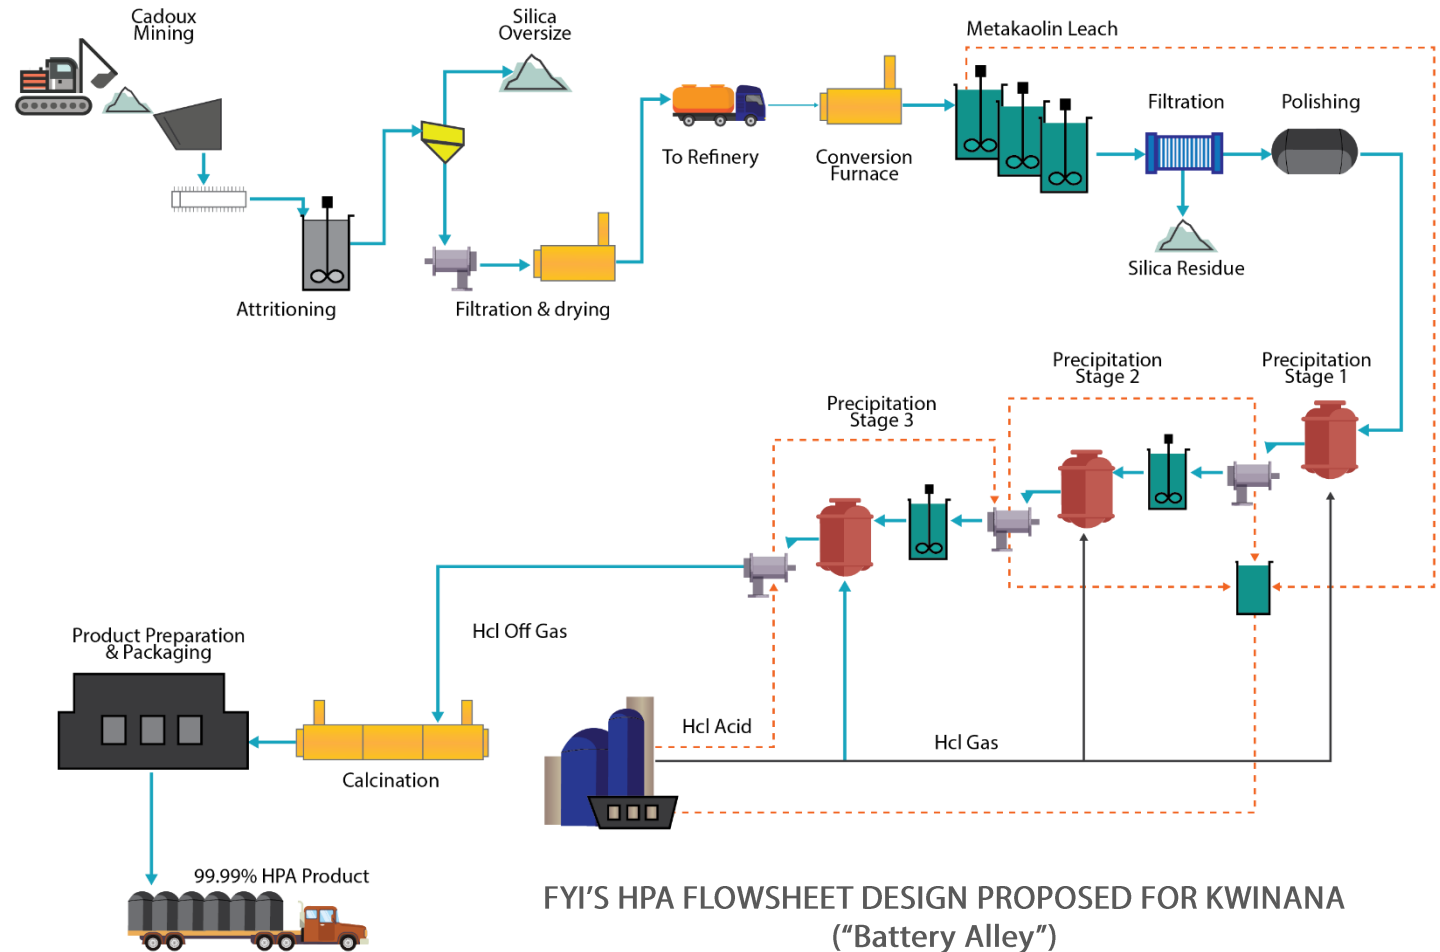 Cadoux
Mining
Silica
Oversize
Metakaolin Leach
Filtration
Polishing
To Refinery
Conversion
Furnace
Silica Residue
Attritioning
Filtration & drying
Precipitation
Stage 3
Precipitation
Stage 2
Precipitation
Stage 1
Product Preparation
& Packaging
Hcl Off Gas
Hcl Acid
Hcl Gas
Calcination
99.99% HPA Product
FYI'S HPA FLOWSHEET DESIGN PROPOSED FOR KWINANA
("Battery Alley")